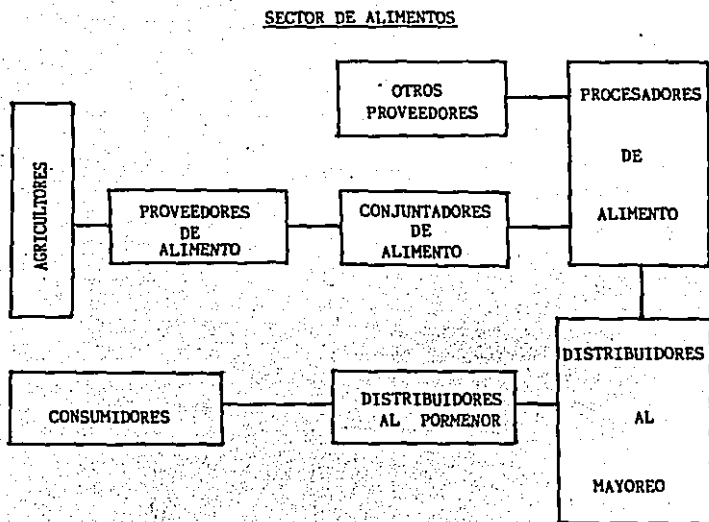 SECTOR DE ALIMENTOS
OTROS
PROVEEDORES
PROCESADORES
DE
ALIMENTO
AGRICULTORES
PROVEEDORES
DE
ALIMENTO
CONJUNTADORES
DE
ALIMENTO
DISTRIBUIDORES
AL
MAYOREO
DISTRIBUIDORES
AL PORMENOR
CONSUMIDORES